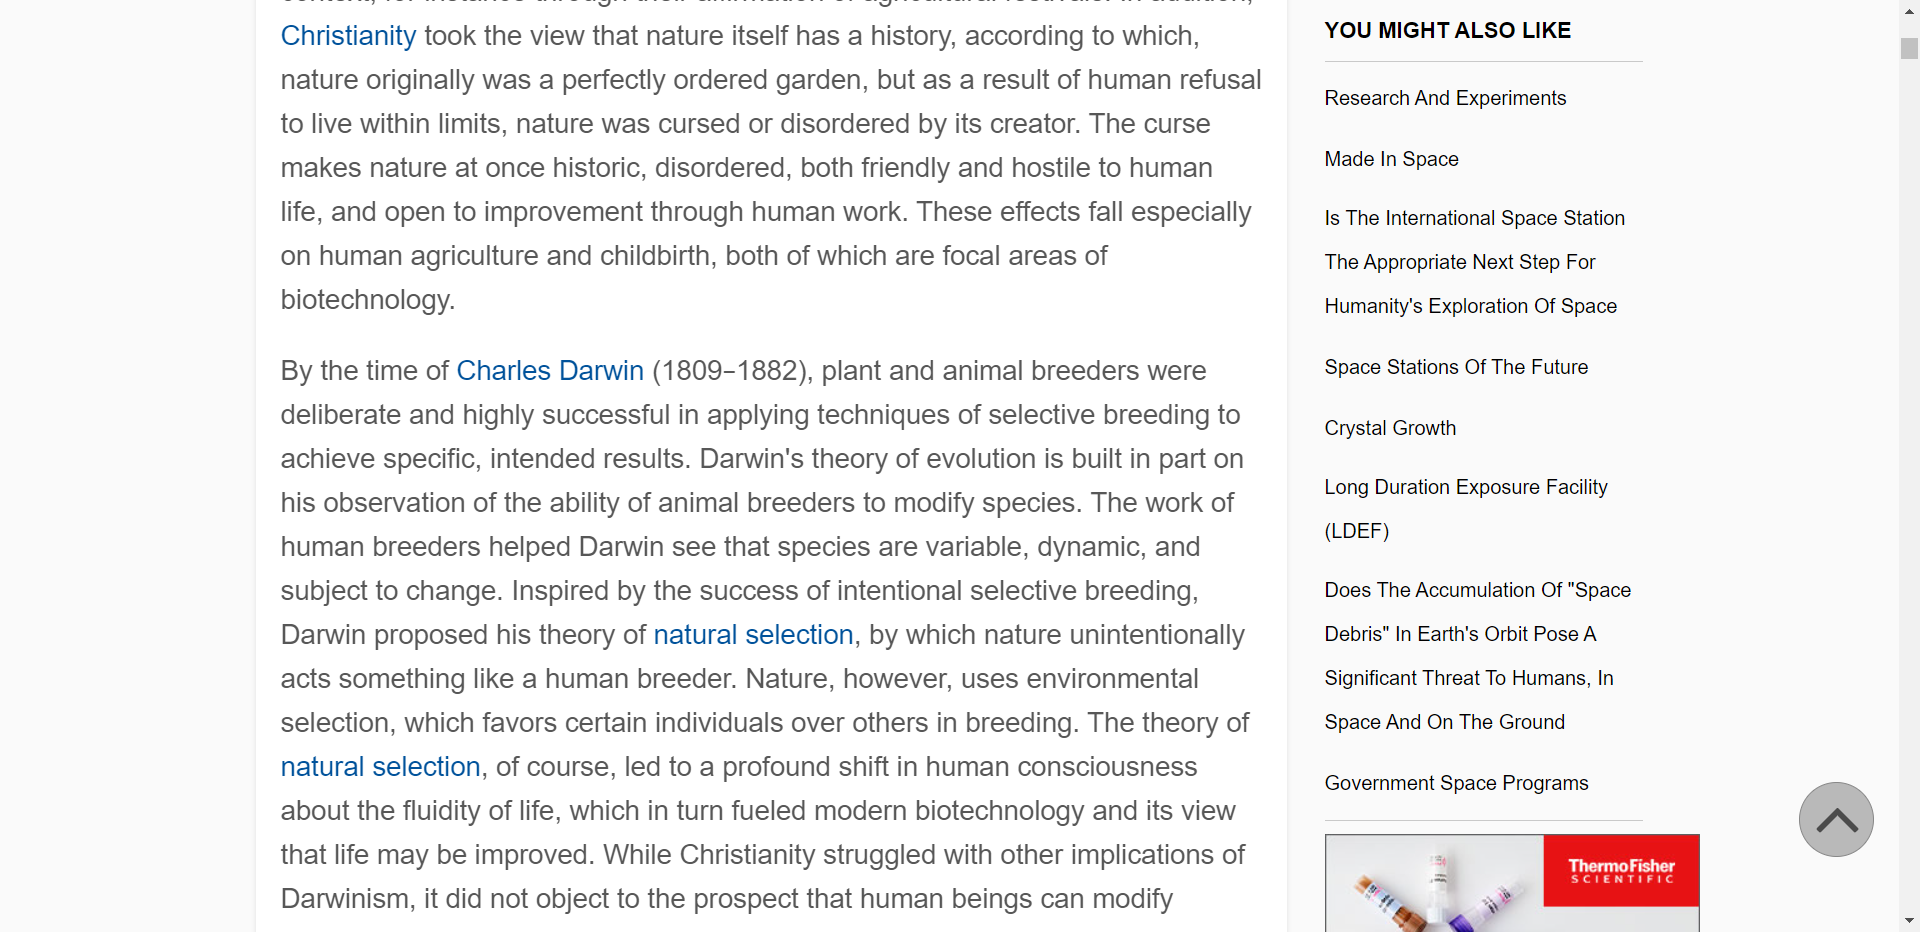 Christianity took the view that nature itself has a history, according to which,
nature originally was a perfectly ordered garden, but as a result of human refusal
to live within limits, nature was cursed or disordered by its creator. The curse
makes nature at once historic, disordered, both friendly and hostile to human
life, and open to improvement through human work. These effects fall especially
on human agriculture and childbirth, both of which are focal areas of
biotechnology.
By the time of Charles Darwin (1809–1882), plant and animal breeders were
deliberate and highly successful in applying techniques of selective breeding to
achieve specific, intended results. Darwin's theory of evolution is built in part on
his observation of the ability of animal breeders to modify species. The work of
human breeders helped Darwin see that species are variable, dynamic, and
subject to change. Inspired by the success of intentional selective breeding,
Darwin proposed his theory of natural selection, by which nature unintentionally
acts something like a human breeder. Nature, however, uses environmental
selection, which favors certain individuals over others in breeding. The theory of
natural selection, of course, led to a profound shift in human consciousness
about the fluidity of life, which in turn fueled modern biotechnology and its view
that life may be improved. While Christianity struggled with other implications of
Darwinism, it did not object to the prospect that human beings can modify
YOU MIGHT ALSO LIKE
Research And Experiments
Made In Space
Is The International Space Station
The Appropriate Next Step For
Humanity's Exploration Of Space
Space Stations Of The Future
Crystal Growth
Long Duration Exposure Facility
(LDEF)
Does The Accumulation Of "Space
Debris" In Earth's Orbit Pose A
Significant Threat To Humans, In
Space And On The Ground
Government Space Programs
ThermoFisher
SCIENTIFIC